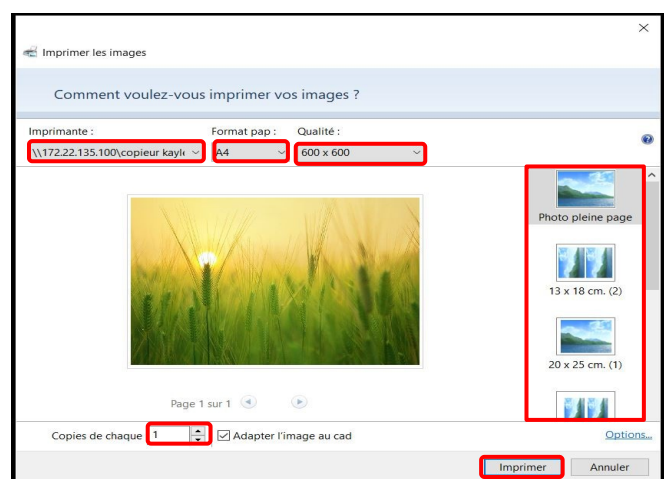 Imprimer les images
Comment voulez-vous imprimer vos images ?
Imprimante :
Format pap :
Qualité :
\\172.22.135.100\copieur kayle
A4
600 x 600
Photo pleine page
13 x 18 cm. (2)
20 x 25 cm. (1)
Page 1 sur 1
Copies de chaque
1
Adapter l'image au cad
Options...
Imprimer
Annuler